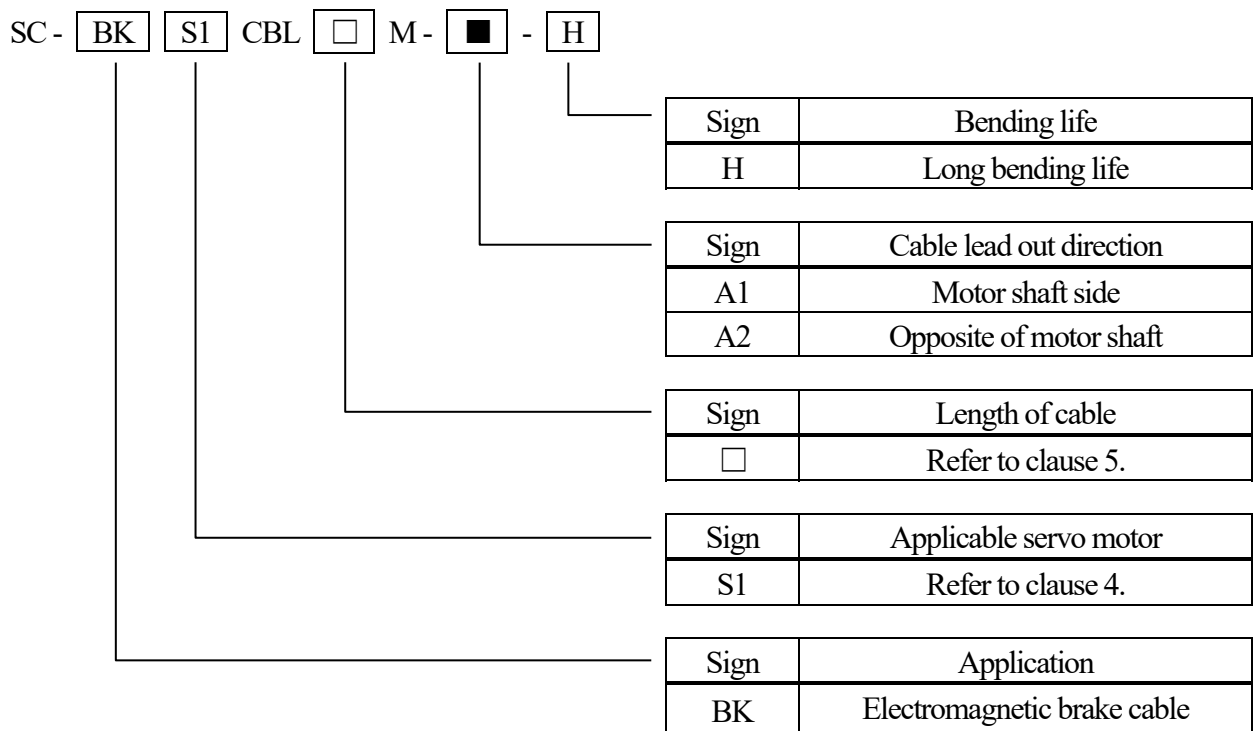 SC - BK S1 CBL □ M - ■ - H
Sign Bending life
H Long bending life
Sign Cable lead out direction
A1 Motor shaft side
A2 Opposite of motor shaft
Sign Length of cable
□ Refer to clause 5.
Sign Applicable servo motor
S1 Refer to clause 4.
Sign Application
BK Electromagnetic brake cable